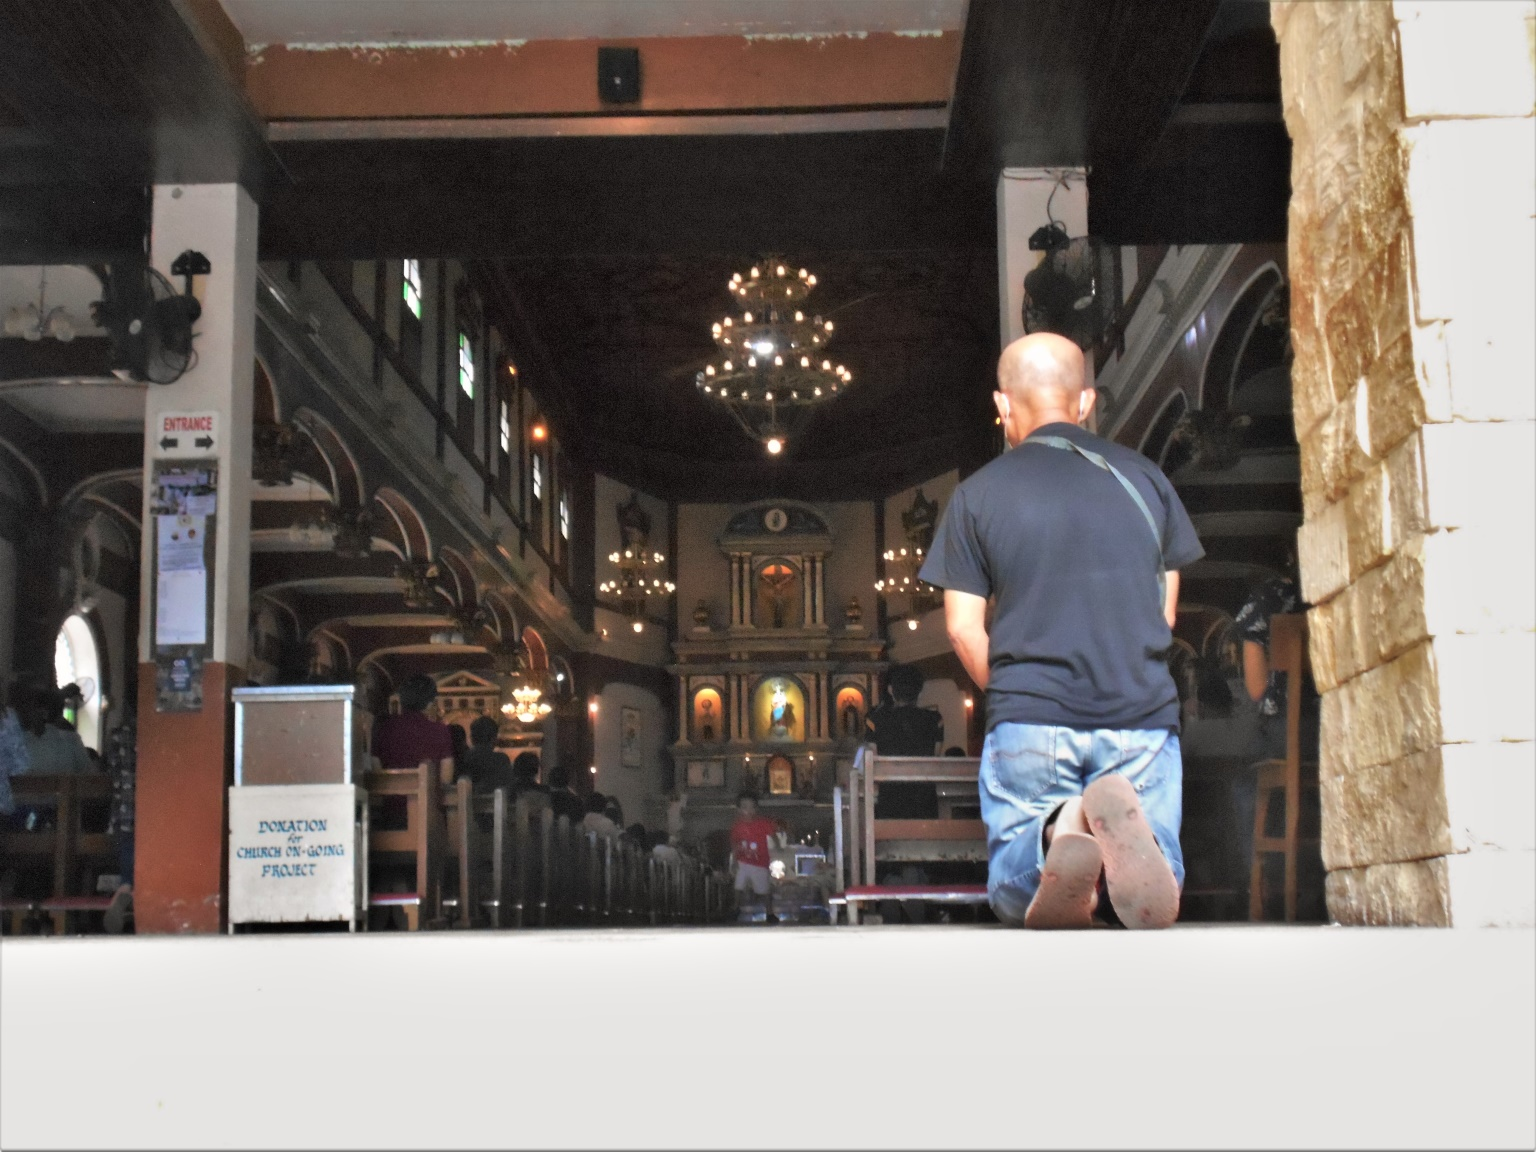 ENTRANCE
DONATION
for
CHURCH ON-GOING
PROJECT